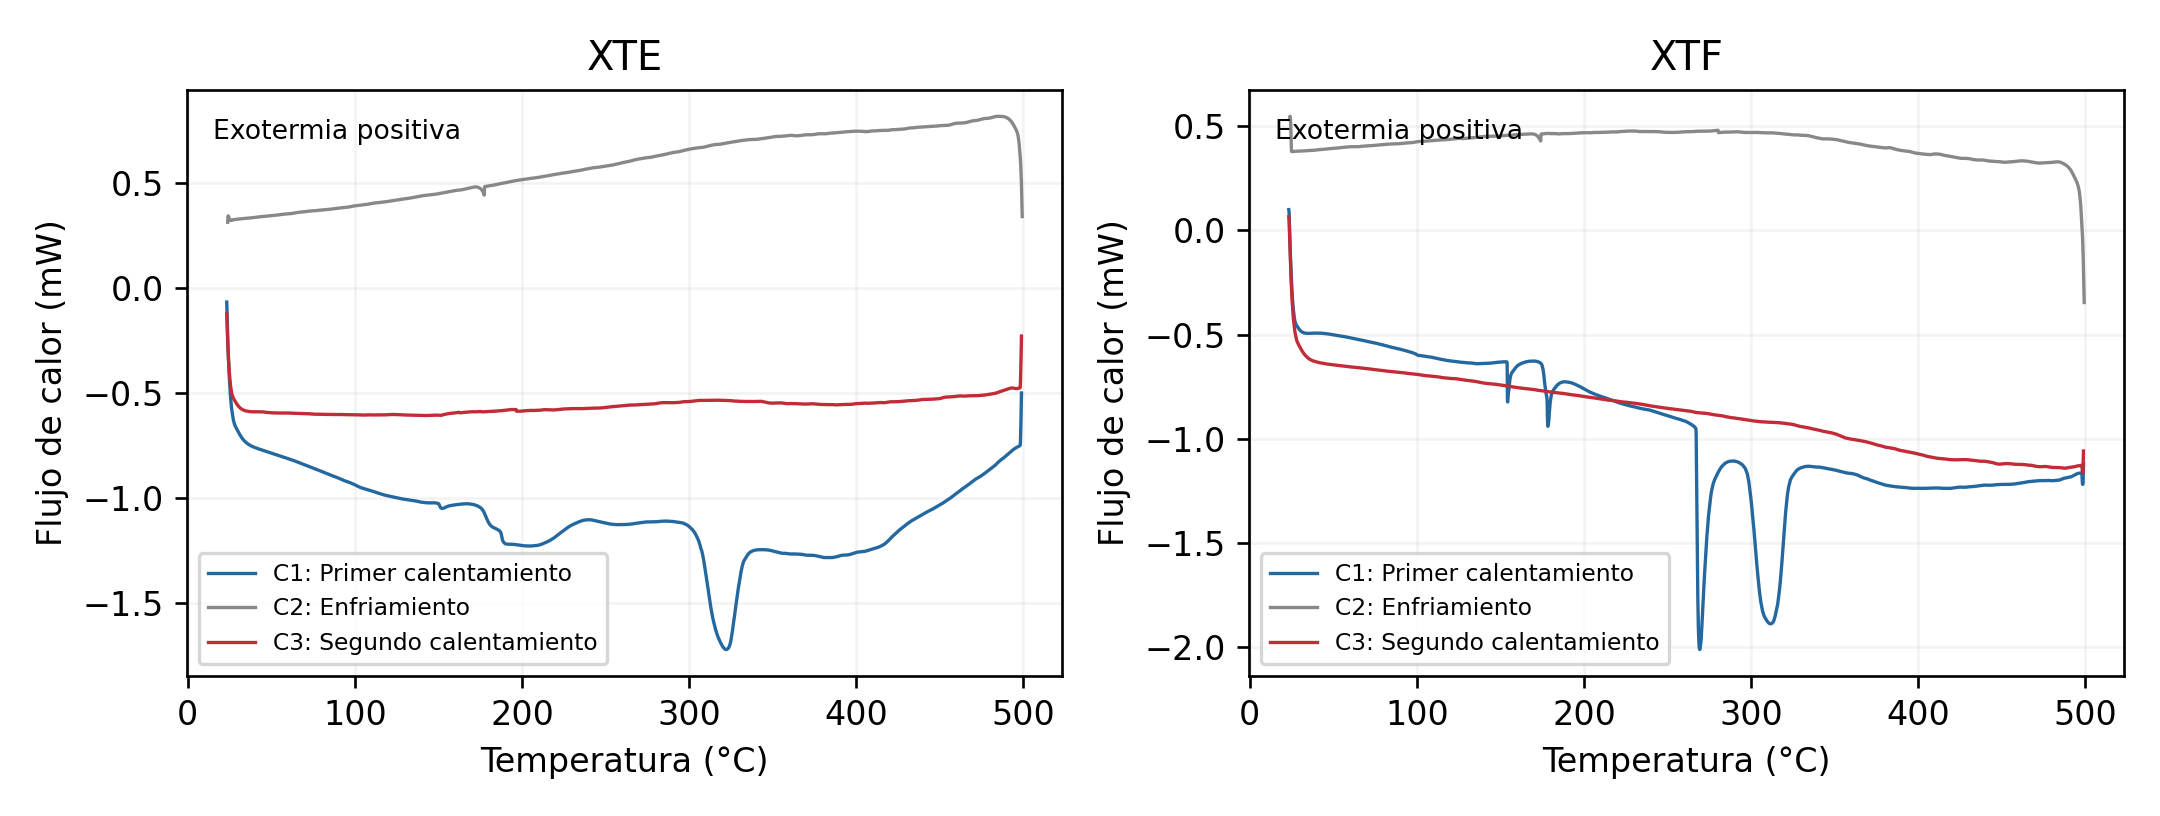 XTE
Exotermia positiva
Flujo de calor (mW)
0.5
0.0
−0.5
−1.0
−1.5
C1: Primer calentamiento
C2: Enfriamiento
C3: Segundo calentamiento
0 100 200 300 400 500
Temperatura (°C)
XTF
Exotermia positiva
Flujo de calor (mW)
0.5
0.0
−0.5
−1.0
−1.5
−2.0
C1: Primer calentamiento
C2: Enfriamiento
C3: Segundo calentamiento
0 100 200 300 400 500
Temperatura (°C)